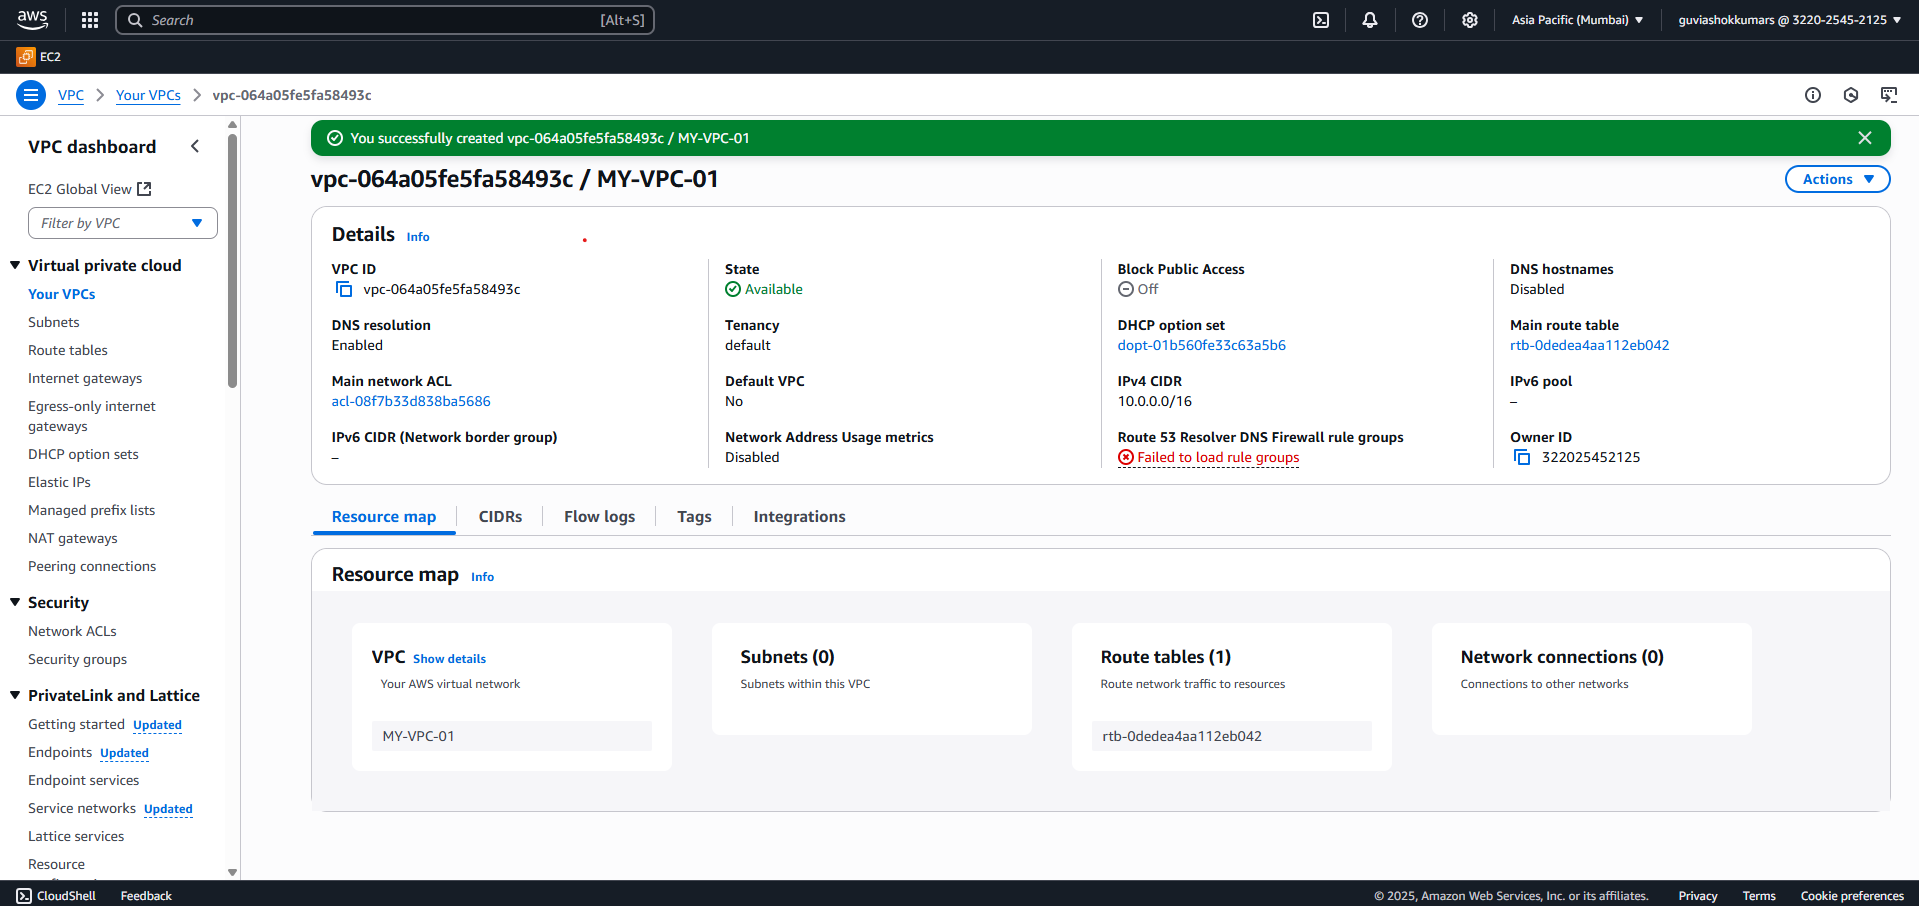 aws
Search [Alt+S]
Asia Pacific (Mumbai)
guviashokkumars @ 3220-2545-2125
EC2
VPC
Your VPCs
vpc-064a05fe5fa58493c
VPC dashboard
EC2 Global View
Filter by VPC
Virtual private cloud
Your VPCs
Subnets
Route tables
Internet gateways
Egress-only internet
gateways
DHCP option sets
Elastic IPs
Managed prefix lists
NAT gateways
Peering connections
Security
Network ACLs
Security groups
PrivateLink and Lattice
Getting started Updated
Endpoints Updated
Endpoint services
Service networks Updated
Lattice services
Resource
You successfully created vpc-064a05fe5fa58493c / MY-VPC-01
vpc-064a05fe5fa58493c / MY-VPC-01
Actions
Details Info
VPC ID
vpc-064a05fe5fa58493c
State
Available
Block Public Access
Off
DNS hostnames
Disabled
DNS resolution
Enabled
Tenancy
default
DHCP option set
dopt-01b560fe33c63a5b6
Main route table
rtb-0dedea4aa112eb042
Main network ACL
acl-08f7b33d838ba5686
Default VPC
No
IPv4 CIDR
10.0.0.0/16
IPv6 pool
–
IPv6 CIDR (Network border group)
–
Network Address Usage metrics
Disabled
Route 53 Resolver DNS Firewall rule groups
Failed to load rule groups
Owner ID
322025452125
Resource map
CIDRs
Flow logs
Tags
Integrations
Resource map Info
VPC Show details
Your AWS virtual network
MY-VPC-01
Subnets (0)
Subnets within this VPC
Route tables (1)
Route network traffic to resources
rtb-0dedea4aa112eb042
Network connections (0)
Connections to other networks
CloudShell
Feedback
© 2025, Amazon Web Services, Inc. or its affiliates.
Privacy
Terms
Cookie preferences